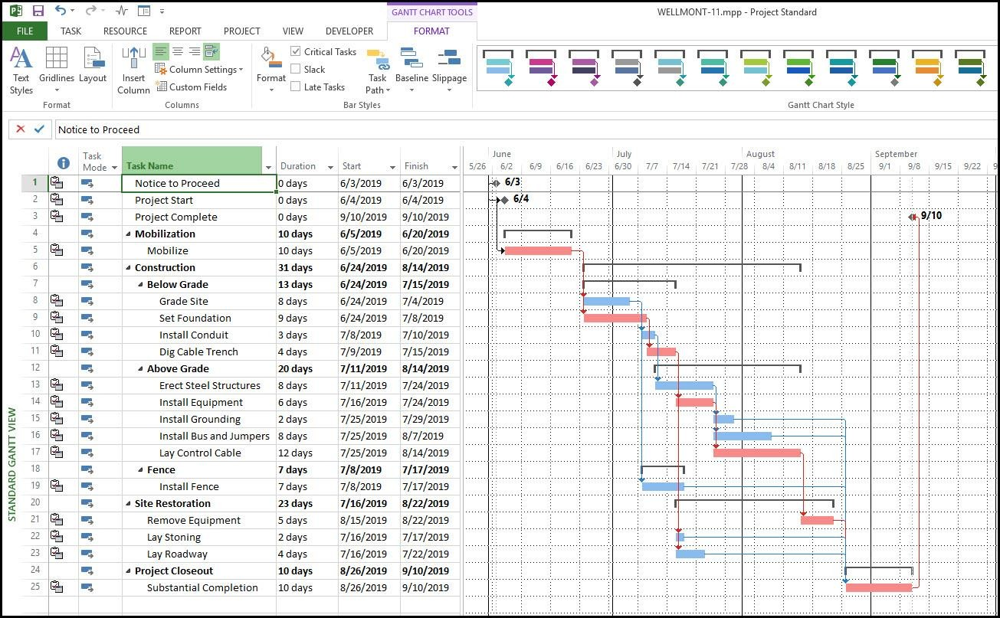 GANTT CHART TOOLS
WELLMONT-11.mpp - Project Standard
FILE TASK RESOURCE REPORT PROJECT VIEW DEVELOPER FORMAT
Text Styles
Gridlines
Layout
Format
Insert Column
Column Settings
Custom Fields
Columns
Format
Critical Tasks
Slack
Late Tasks
Task Path
Baseline
Slippage
Bar Styles
Gantt Chart Style
Notice to Proceed
Task Mode Task Name Duration Start Finish
June July August September
5/26 6/2 6/9 6/16 6/23 6/30 7/7 7/14 7/21 7/28 8/4 8/11 8/18 8/25 9/1 9/8 9/15 9/22 9
1 Notice to Proceed 0 days 6/3/2019 6/3/2019 6/3
2 Project Start 0 days 6/4/2019 6/4/2019 6/4
3 Project Complete 0 days 9/10/2019 9/10/2019 9/10
4 Mobilization 10 days 6/5/2019 6/20/2019
5 Mobilize 10 days 6/5/2019 6/20/2019
6 Construction 31 days 6/24/2019 8/14/2019
7 Below Grade 13 days 6/24/2019 7/15/2019
8 Grade Site 8 days 6/24/2019 7/4/2019
9 Set Foundation 9 days 6/24/2019 7/8/2019
10 Install Conduit 3 days 7/8/2019 7/10/2019
11 Dig Cable Trench 4 days 7/9/2019 7/15/2019
12 Above Grade 20 days 7/11/2019 8/14/2019
13 Erect Steel Structures 8 days 7/11/2019 7/24/2019
14 Install Equipment 6 days 7/16/2019 7/24/2019
15 Install Grounding 2 days 7/25/2019 7/29/2019
16 Install Bus and Jumpers 8 days 7/25/2019 8/7/2019
17 Lay Control Cable 12 days 7/25/2019 8/14/2019
18 Fence 7 days 7/8/2019 7/17/2019
19 Install Fence 7 days 7/8/2019 7/17/2019
20 Site Restoration 23 days 7/16/2019 8/22/2019
21 Remove Equipment 5 days 8/15/2019 8/22/2019
22 Lay Stoning 2 days 7/16/2019 7/17/2019
23 Lay Roadway 4 days 7/16/2019 7/22/2019
24 Project Closeout 10 days 8/26/2019 9/10/2019
25 Substantial Completion 10 days 8/26/2019 9/10/2019
STANDARD GANTT VIEW